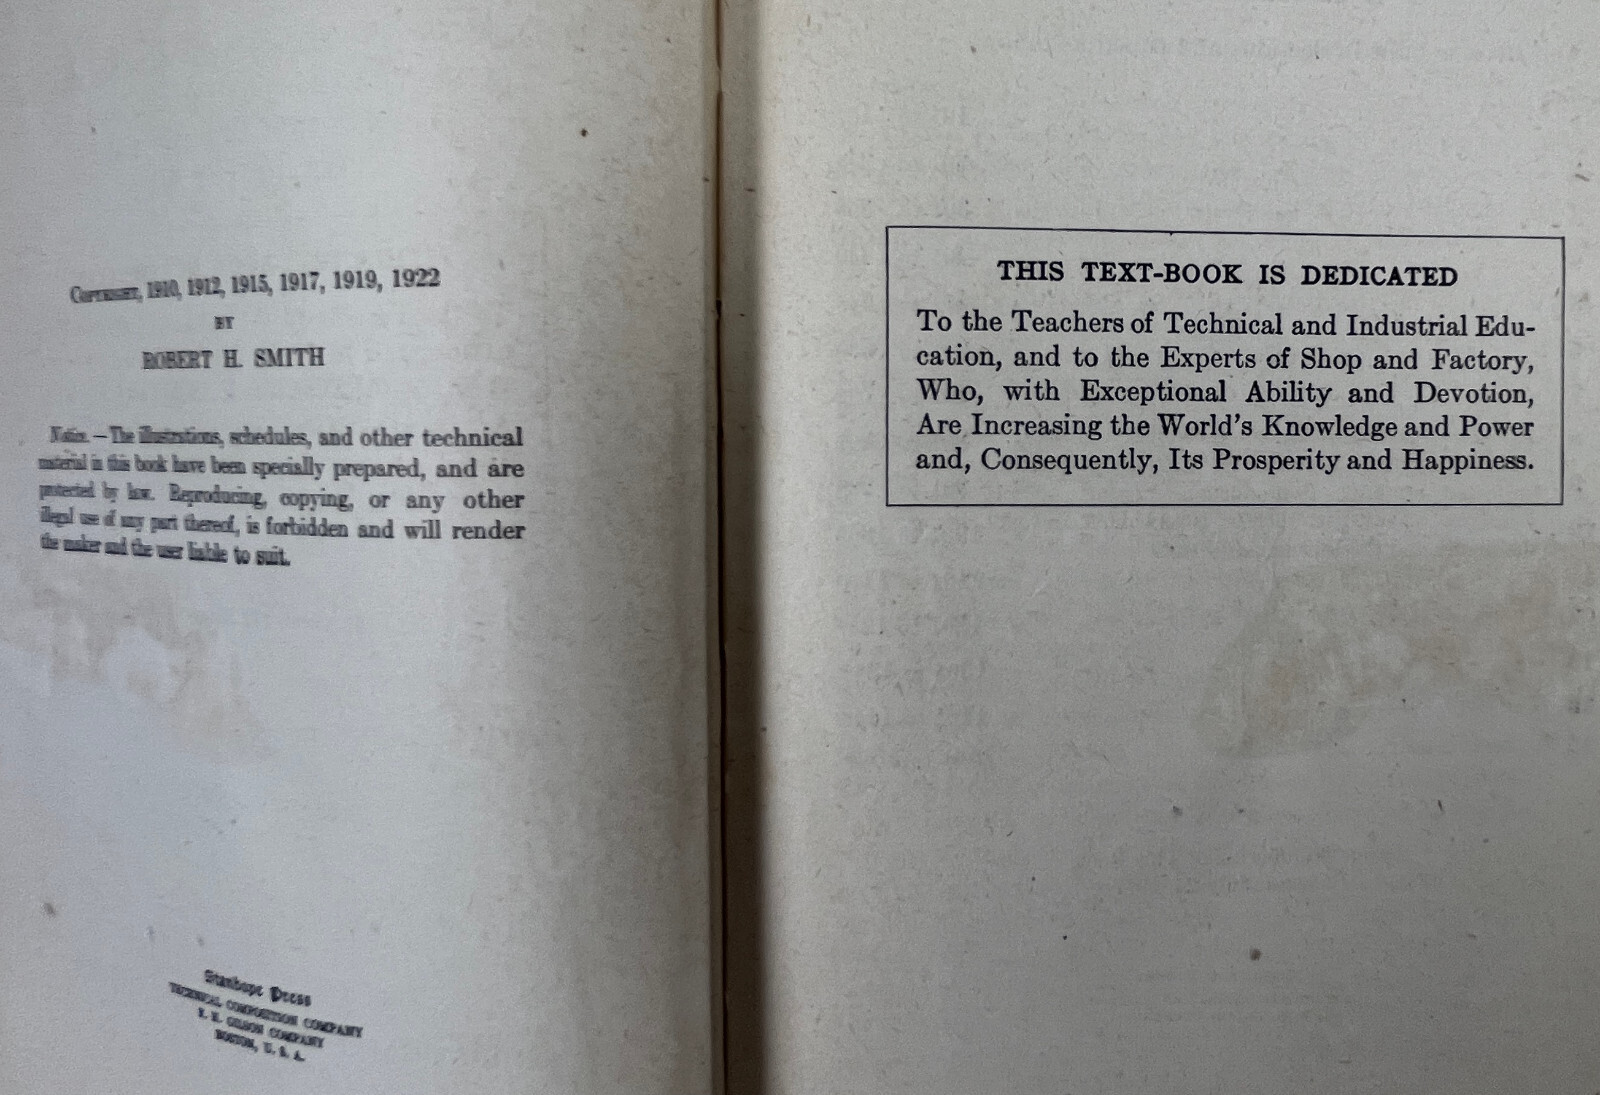 Copyright, 1910, 1912, 1915, 1917, 1919, 1922
BY
ROBERT H. SMITH
Notice. — The illustrations, schedules, and other technical
material in this book have been specially prepared, and are
protected by law. Reproducing, copying, or any other
illegal use of any part thereof, is forbidden and will render
the maker and the user liable to suit.
Stanhope Press
TECHNICAL COMPOSITION COMPANY
F. H. GILSON COMPANY
BOSTON, U. S. A.
THIS TEXT-BOOK IS DEDICATED
To the Teachers of Technical and Industrial Edu-
cation, and to the Experts of Shop and Factory,
Who, with Exceptional Ability and Devotion,
Are Increasing the World's Knowledge and Power
and, Consequently, Its Prosperity and Happiness.